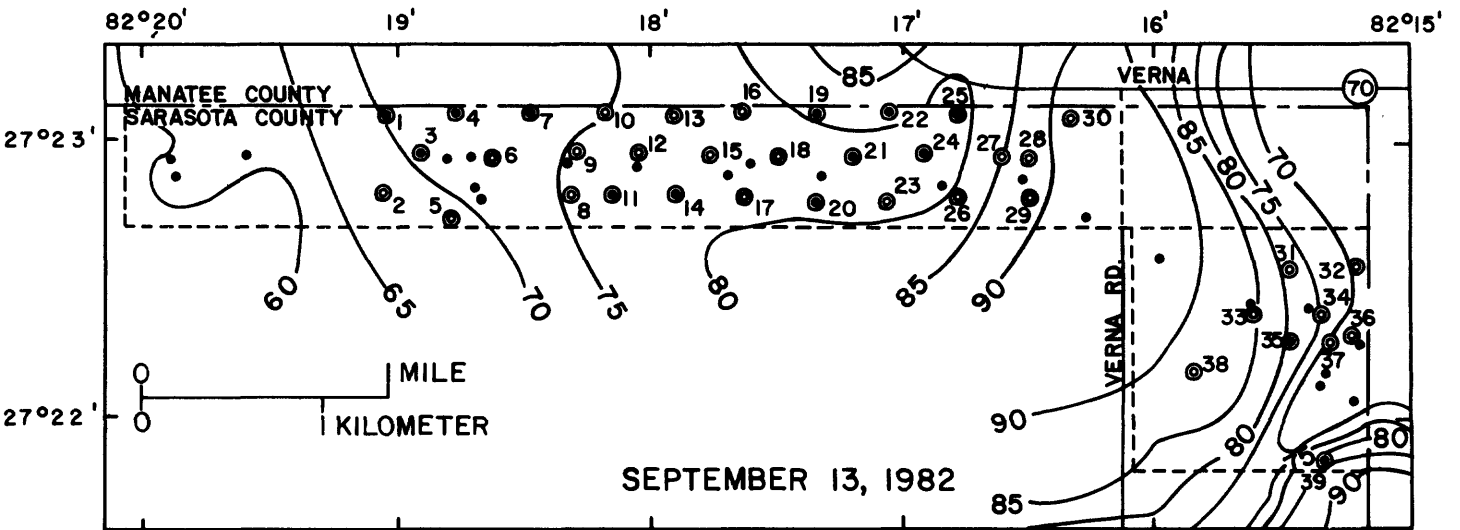 82°20' 19' 18' 17' 16' 82°15'
85
VERNA
70
MANATEE COUNTY
SARASOTA COUNTY
27°23'
1 4 7 10 13 16 19 22 25 30
3 6 9 12 15 18 21 24 27 28
2 5 8 11 14 17 20 23 26 29
85 80 75 70
60 65 70 75 80 85 90
VERNA RD.
31 32
33 34
35 36
37
38
0 MILE
0 KILOMETER
27°22'
90
80
80
85
39
90
SEPTEMBER 13, 1982